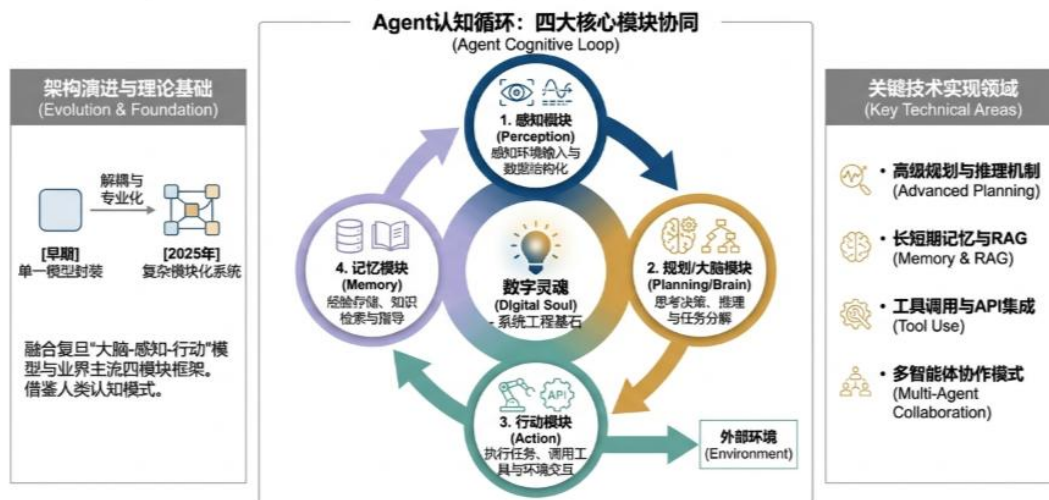 Agent认知循环：四大核心模块协同
(Agent Cognitive Loop)
架构演进与理论基础
(Evolution & Foundation)
解耦与
专业化
[早期]
单一模型封装
[2025年]
复杂模块化系统
融合复旦“大脑-感知-行动”模
型与业界主流四模块框架。
借鉴人类认知模式。
1. 感知模块
(Perception)
感知环境输入与
数据结构化
2. 规划/大脑模块
(Planning/Brain)
思考决策、推理
与任务分解
3. 行动模块
(Action)
执行任务、调用工
具与环境交互
API
4. 记忆模块
(Memory)
经验存储、知识
检索与指导
数字灵魂
(Digital Soul)
- 系统工程基石
外部环境
(Environment)
关键技术实现领域
(Key Technical Areas)
• 高级规划与推理机制
(Advanced Planning)
• 长短期记忆与RAG
(Memory & RAG)
• 工具调用与API集成
(Tool Use)
• 多智能体协作模式
(Multi-Agent
Collaboration)